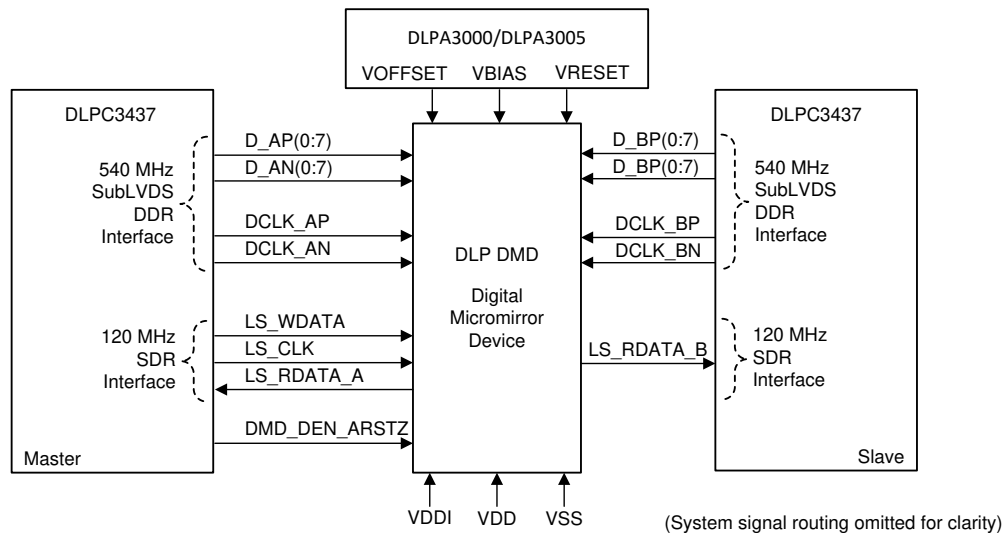 DLPA3000/DLPA3005
VOFFSET VBIAS VRESET
DLPC3437
540 MHz
SubLVDS
DDR
Interface
120 MHz
SDR
Interface
Master
D_AP(0:7)
D_AN(0:7)
DCLK_AP
DCLK_AN
LS_WDATA
LS_CLK
LS_RDATA_A
DMD_DEN_ARSTZ
DLP DMD
Digital
Micromirror
Device
D_BP(0:7)
D_BP(0:7)
DCLK_BP
DCLK_BN
LS_RDATA_B
DLPC3437
540 MHz
SubLVDS
DDR
Interface
120 MHz
SDR
Interface
Slave
VDDI VDD VSS
(System signal routing omitted for clarity)